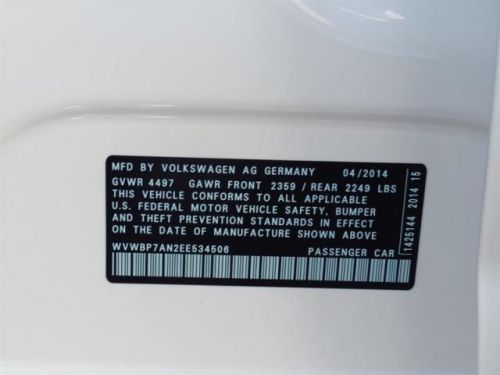 MFD BY VOLKSWAGEN AG GERMANY 04/2014
GVWR 4497 GAWR FRONT 2359 / REAR 2249 LBS
THIS VEHICLE CONFORMS TO ALL APPLICABLE
U.S. FEDERAL MOTOR VEHICLE SAFETY, BUMPER
AND THEFT PREVENTION STANDARDS IN EFFECT
ON THE DATE OF MANUFACTURE SHOWN ABOVE
WVWBP7AN2EE534506 PASSENGER CAR
1425144 2014 15